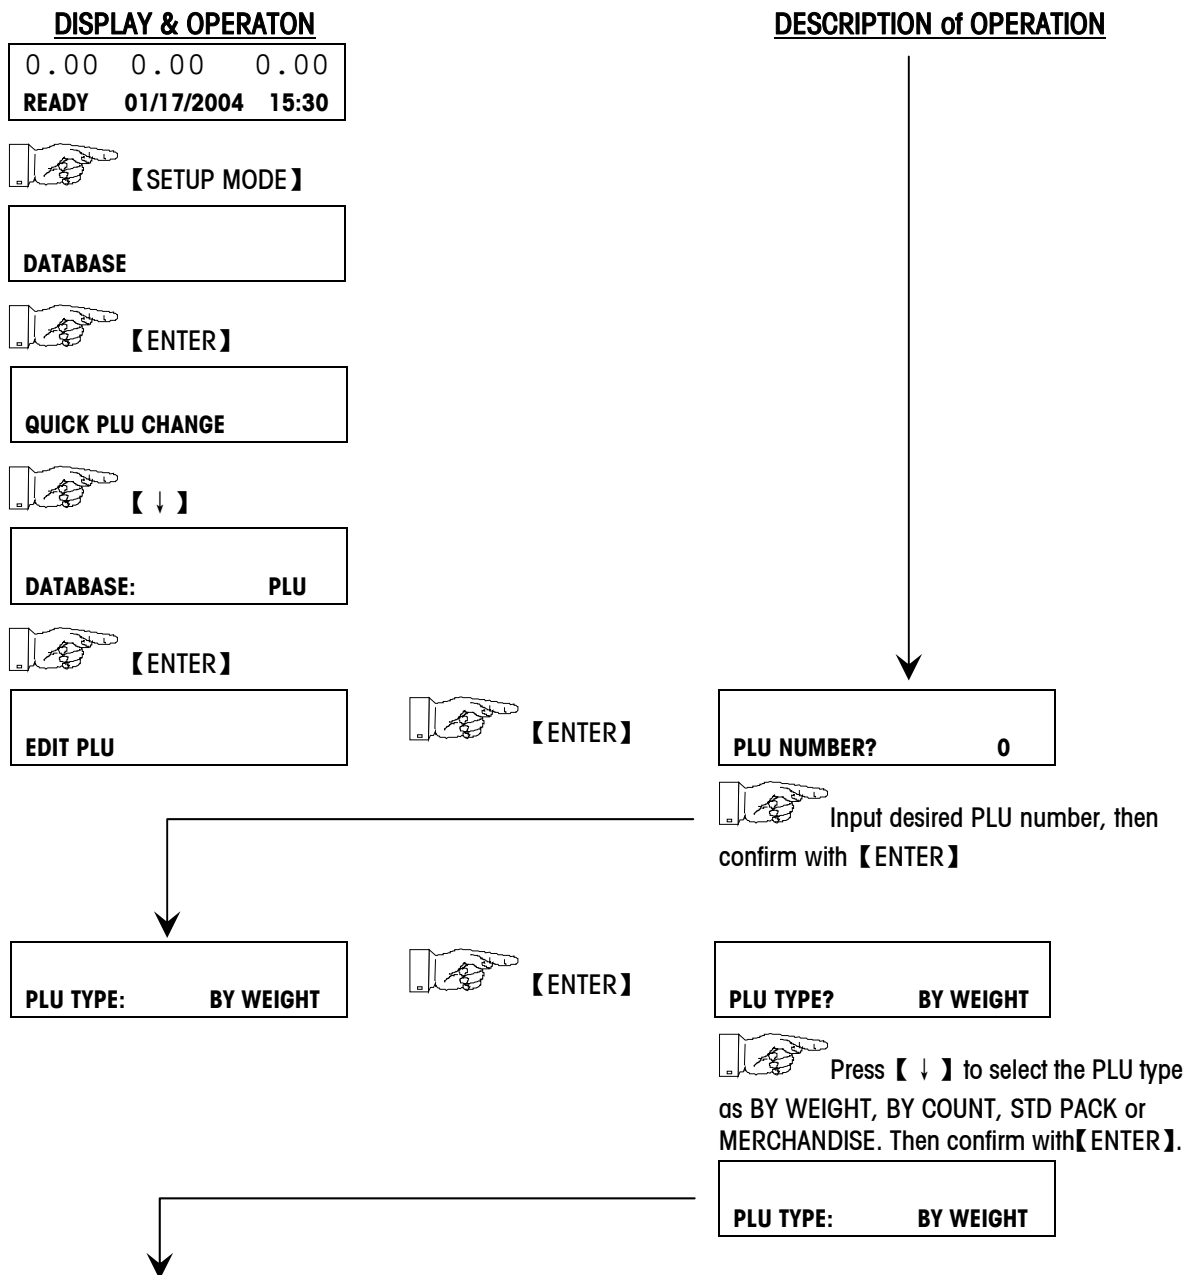 DISPLAY & OPERATON
DESCRIPTION of OPERATION
0.00 0.00 0.00
READY 01/17/2004 15:30
【SETUP MODE】
DATABASE
【ENTER】
QUICK PLU CHANGE
【↓】
DATABASE: PLU
【ENTER】
EDIT PLU
【ENTER】
PLU NUMBER? 0
Input desired PLU number, then
confirm with【ENTER】
PLU TYPE: BY WEIGHT
【ENTER】
PLU TYPE? BY WEIGHT
Press【↓】to select the PLU type
as BY WEIGHT, BY COUNT, STD PACK or
MERCHANDISE. Then confirm with【ENTER】.
PLU TYPE: BY WEIGHT